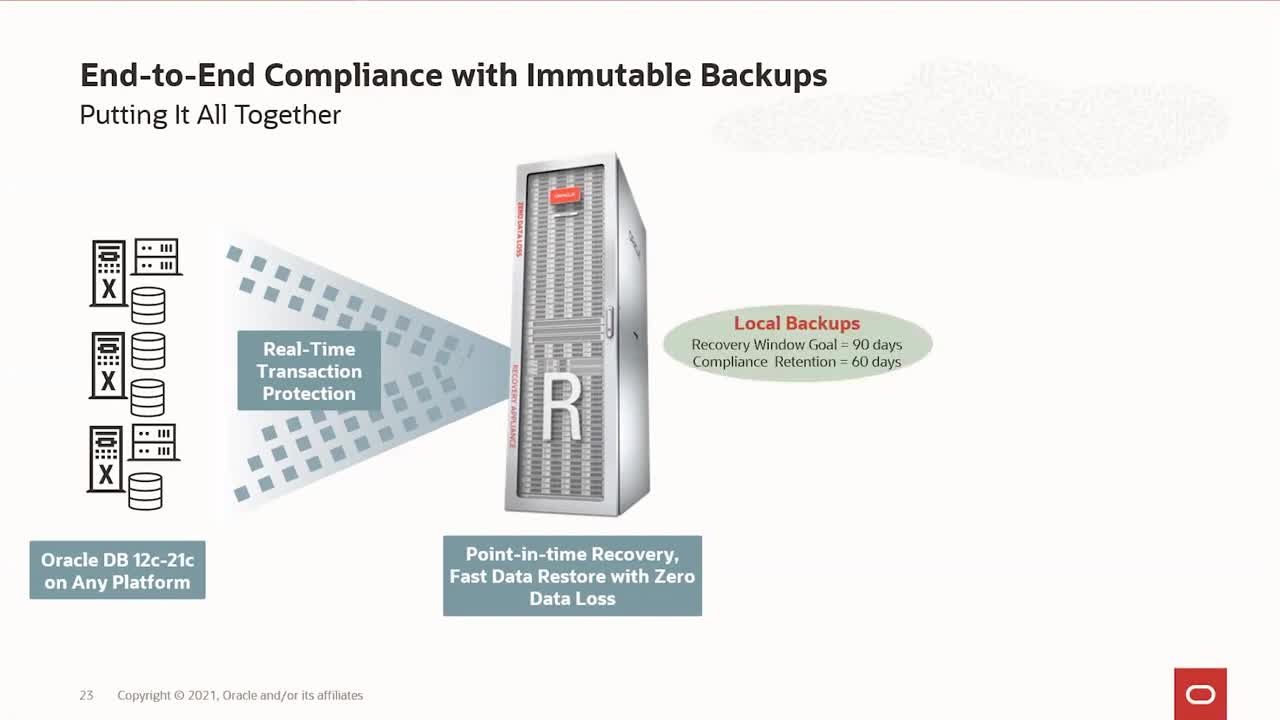 End-to-End Compliance with Immutable Backups
Putting It All Together
ORACLE
ZERO DATA LOSS
RECOVERY APPLIANCE
R
X
X
X
Real-Time
Transaction
Protection
Local Backups
Recovery Window Goal = 90 days
Compliance Retention = 60 days
Oracle DB 12c-21c
on Any Platform
Point-in-time Recovery,
Fast Data Restore with Zero
Data Loss
23 Copyright © 2021, Oracle and/or its affiliates